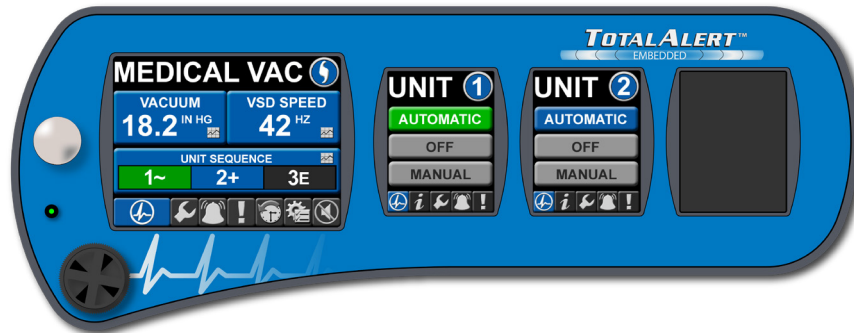 TOTALALERT™
EMBEDDED
MEDICAL VAC
VACUUM
18.2 IN HG
VSD SPEED
42 HZ
UNIT SEQUENCE
1~ 2+ 3E
UNIT 1
AUTOMATIC
OFF
MANUAL
i !
UNIT 2
AUTOMATIC
OFF
MANUAL
i !